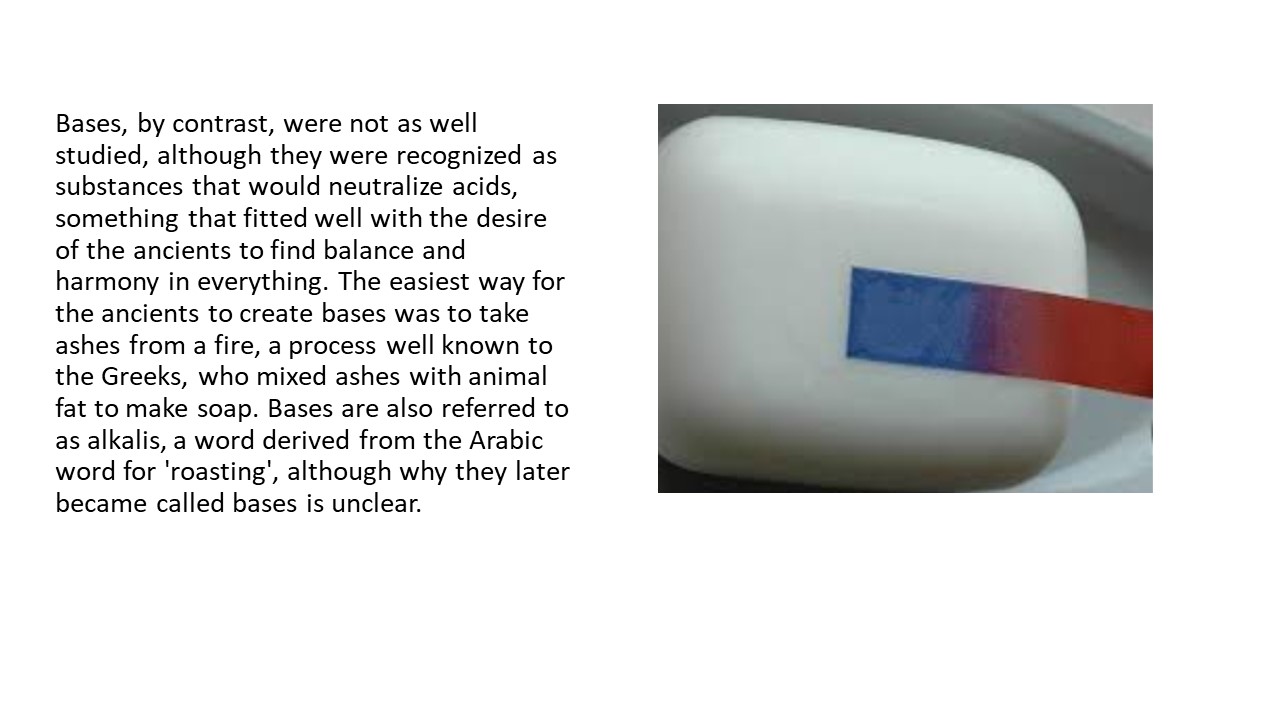 Bases, by contrast, were not as well
studied, although they were recognized as
substances that would neutralize acids,
something that fitted well with the desire
of the ancients to find balance and
harmony in everything. The easiest way for
the ancients to create bases was to take
ashes from a fire, a process well known to
the Greeks, who mixed ashes with animal
fat to make soap. Bases are also referred to
as alkalis, a word derived from the Arabic
word for 'roasting', although why they later
became called bases is unclear.